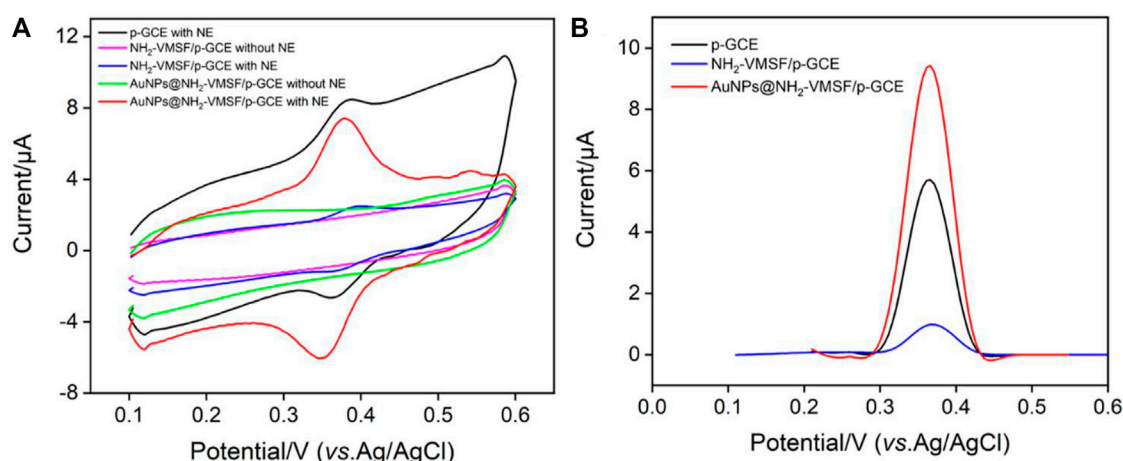 A
p-GCE with NE
NH₂-VMSF/p-GCE without NE
NH₂-VMSF/p-GCE with NE
AuNPs@NH₂-VMSF/p-GCE without NE
AuNPs@NH₂-VMSF/p-GCE with NE
12
8
4
0
-4
-8
Current/µA
0.1 0.2 0.3 0.4 0.5 0.6
Potential/V (vs.Ag/AgCl)
B
p-GCE
NH₂-VMSF/p-GCE
AuNPs@NH₂-VMSF/p-GCE
10
8
6
4
2
0
Current/µA
0.0 0.1 0.2 0.3 0.4 0.5 0.6
Potential/V (vs.Ag/AgCl)